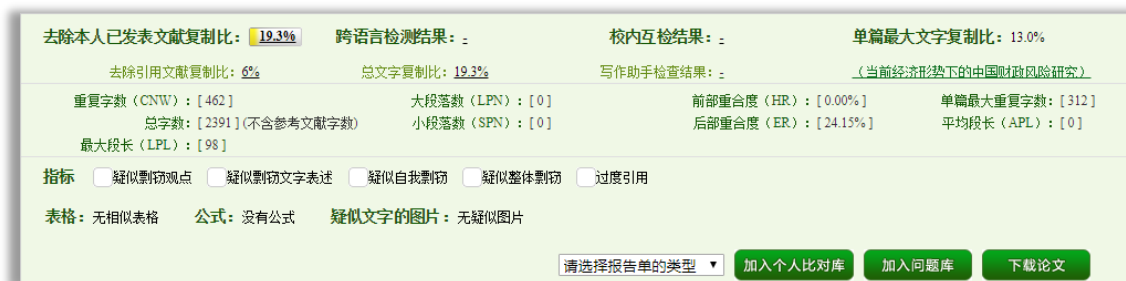 去除本人已发表文献复制比： 19.3% 跨语言检测结果：- 校内互检结果：- 单篇最大文字复制比：13.0%
去除引用文献复制比：6% 总文字复制比：19.3% 写作助手检查结果：- （当前经济形势下的中国财政风险研究）
重复字数（CNW）：[462] 大段落数（LPN）：[0] 前部重合度（HR）：[0.00%] 单篇最大重复字数：[312]
总字数：[2391](不含参考文献字数) 小段落数（SPN）：[0] 后部重合度（ER）：[24.15%] 平均段长（APL）：[0]
最大段长（LPL）：[98]
指标 疑似剽窃观点 疑似剽窃文字表述 疑似自我剽窃 疑似整体剽窃 过度引用
表格：无相似表格 公式：没有公式 疑似文字的图片：无疑似图片
请选择报告单的类型 ▼ 加入个人比对库 加入问题库 下载论文